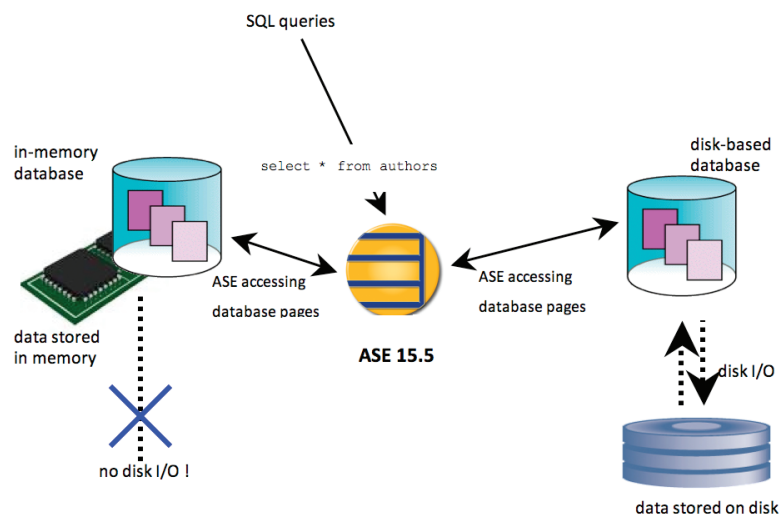 SQL queries
in-memory
database
select * from authors
disk-based
database
ASE accessing
database pages
ASE accessing
database pages
data stored
in memory
ASE 15.5
disk I/O
no disk I/O !
data stored on disk